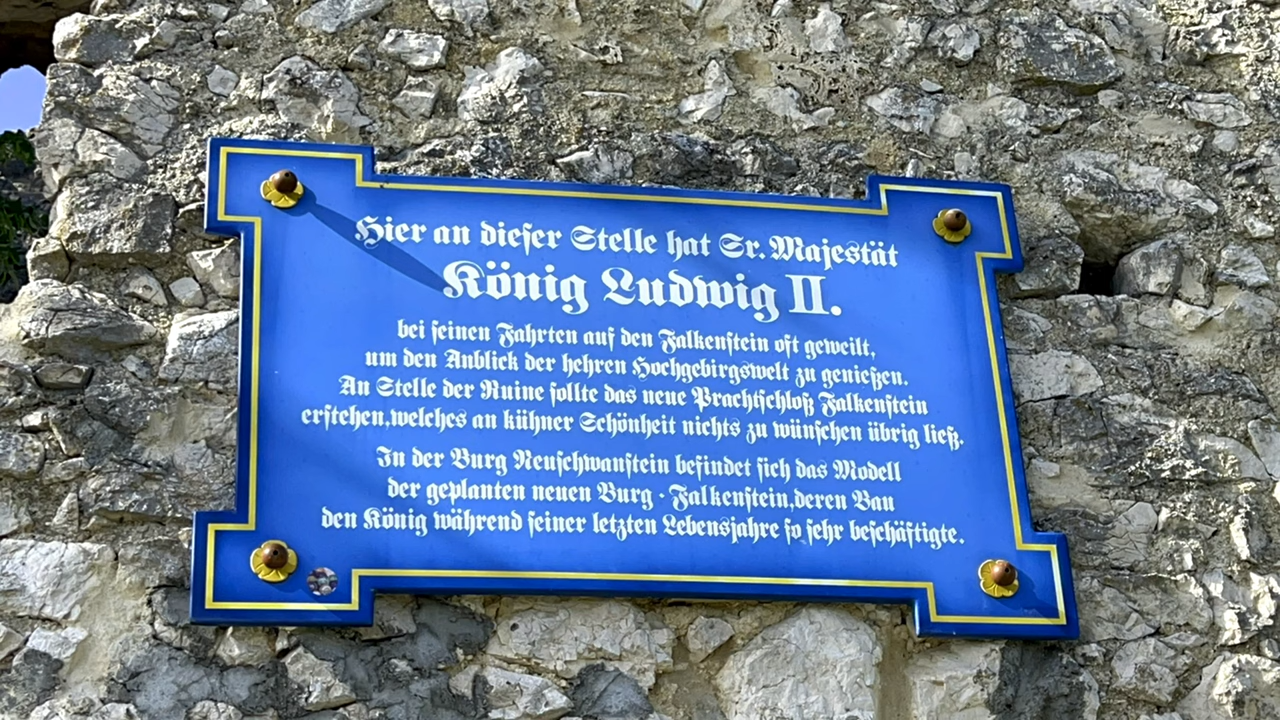 Hier an dieſer Stelle hat Sr. Majeſtät
König Ludwig II.
bei ſeinen Fahrten auf den Falkenſtein oft geweilt,
um den Anblick der hehren Hochgebirgswelt zu genießen.
An Stelle der Ruine ſollte das neue Prachtſchloß Falkenſtein
erſtehen,welches an kühner Schönheit nichts zu wünſchen übrig ließ.
In der Burg Neuſchwanſtein befindet ſich das Modell
der geplanten neuen Burg - Falkenſtein,deren Bau
den König während ſeiner letzten Lebensjahre ſo ſehr beſchäftigte.